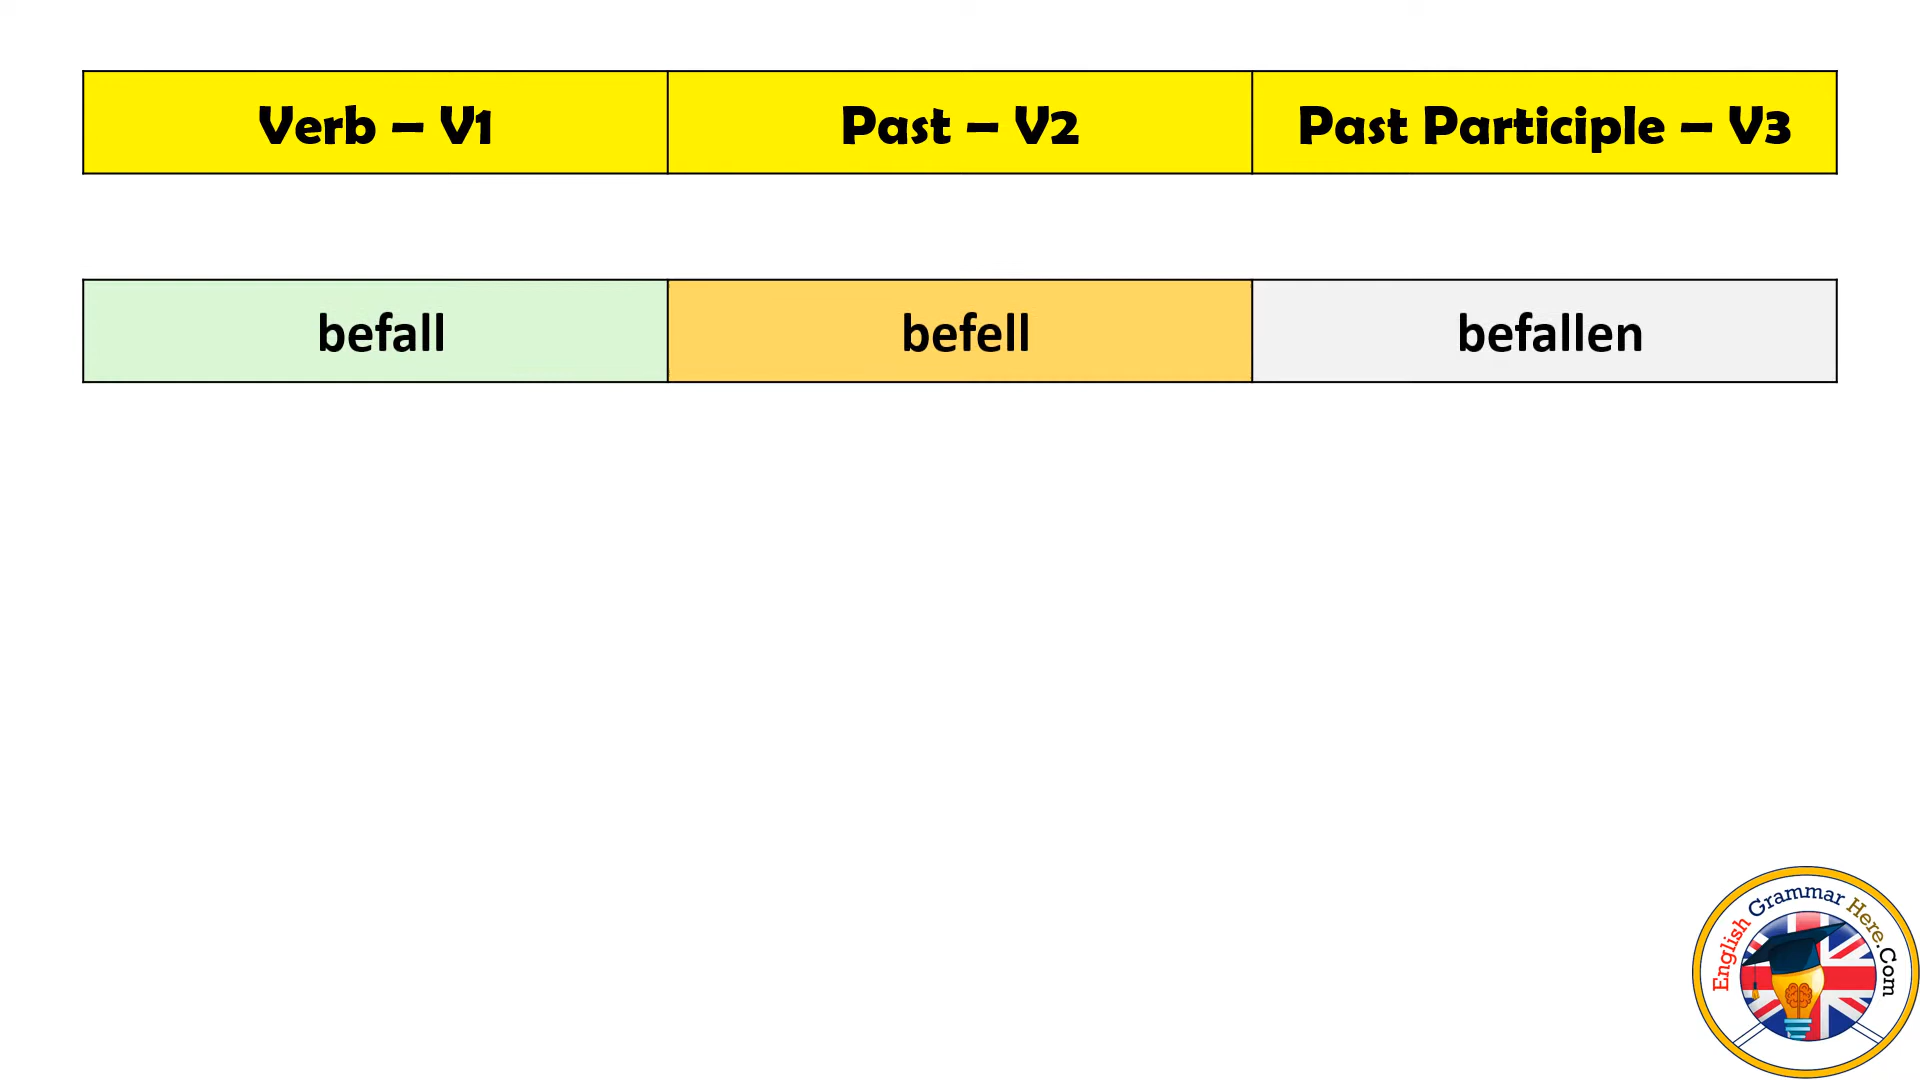 Verb – V1 Past – V2 Past Participle – V3
befall befell befallen
English Grammar Here.Com